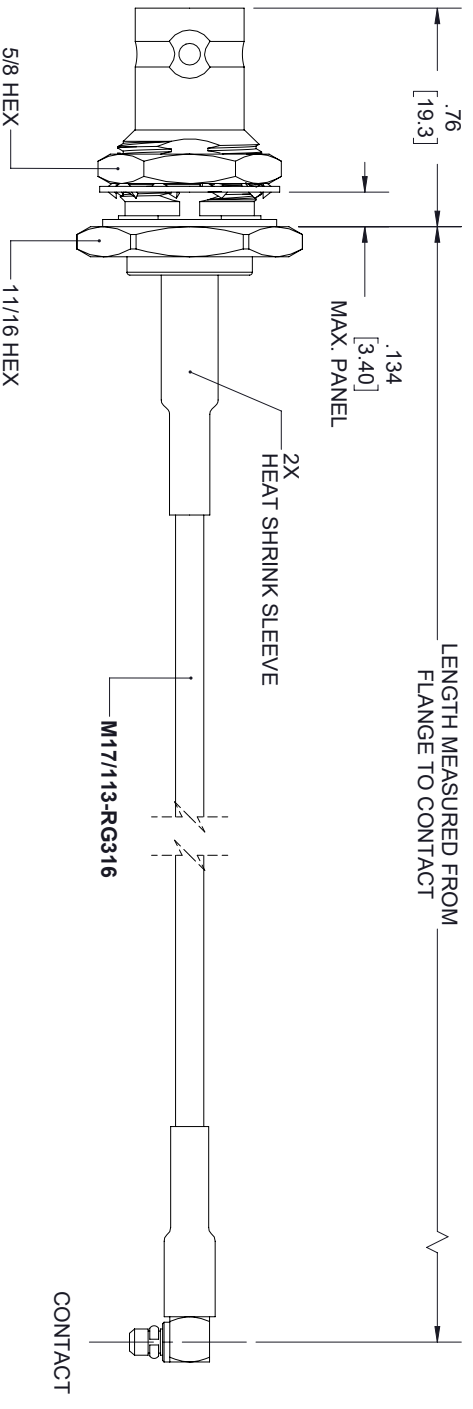 .76
[19.3]
.134
[3.40]
MAX. PANEL
LENGTH MEASURED FROM
FLANGE TO CONTACT
5/8 HEX
11/16 HEX
2X
HEAT SHRINK SLEEVE
M17/113-RG316
CONTACT